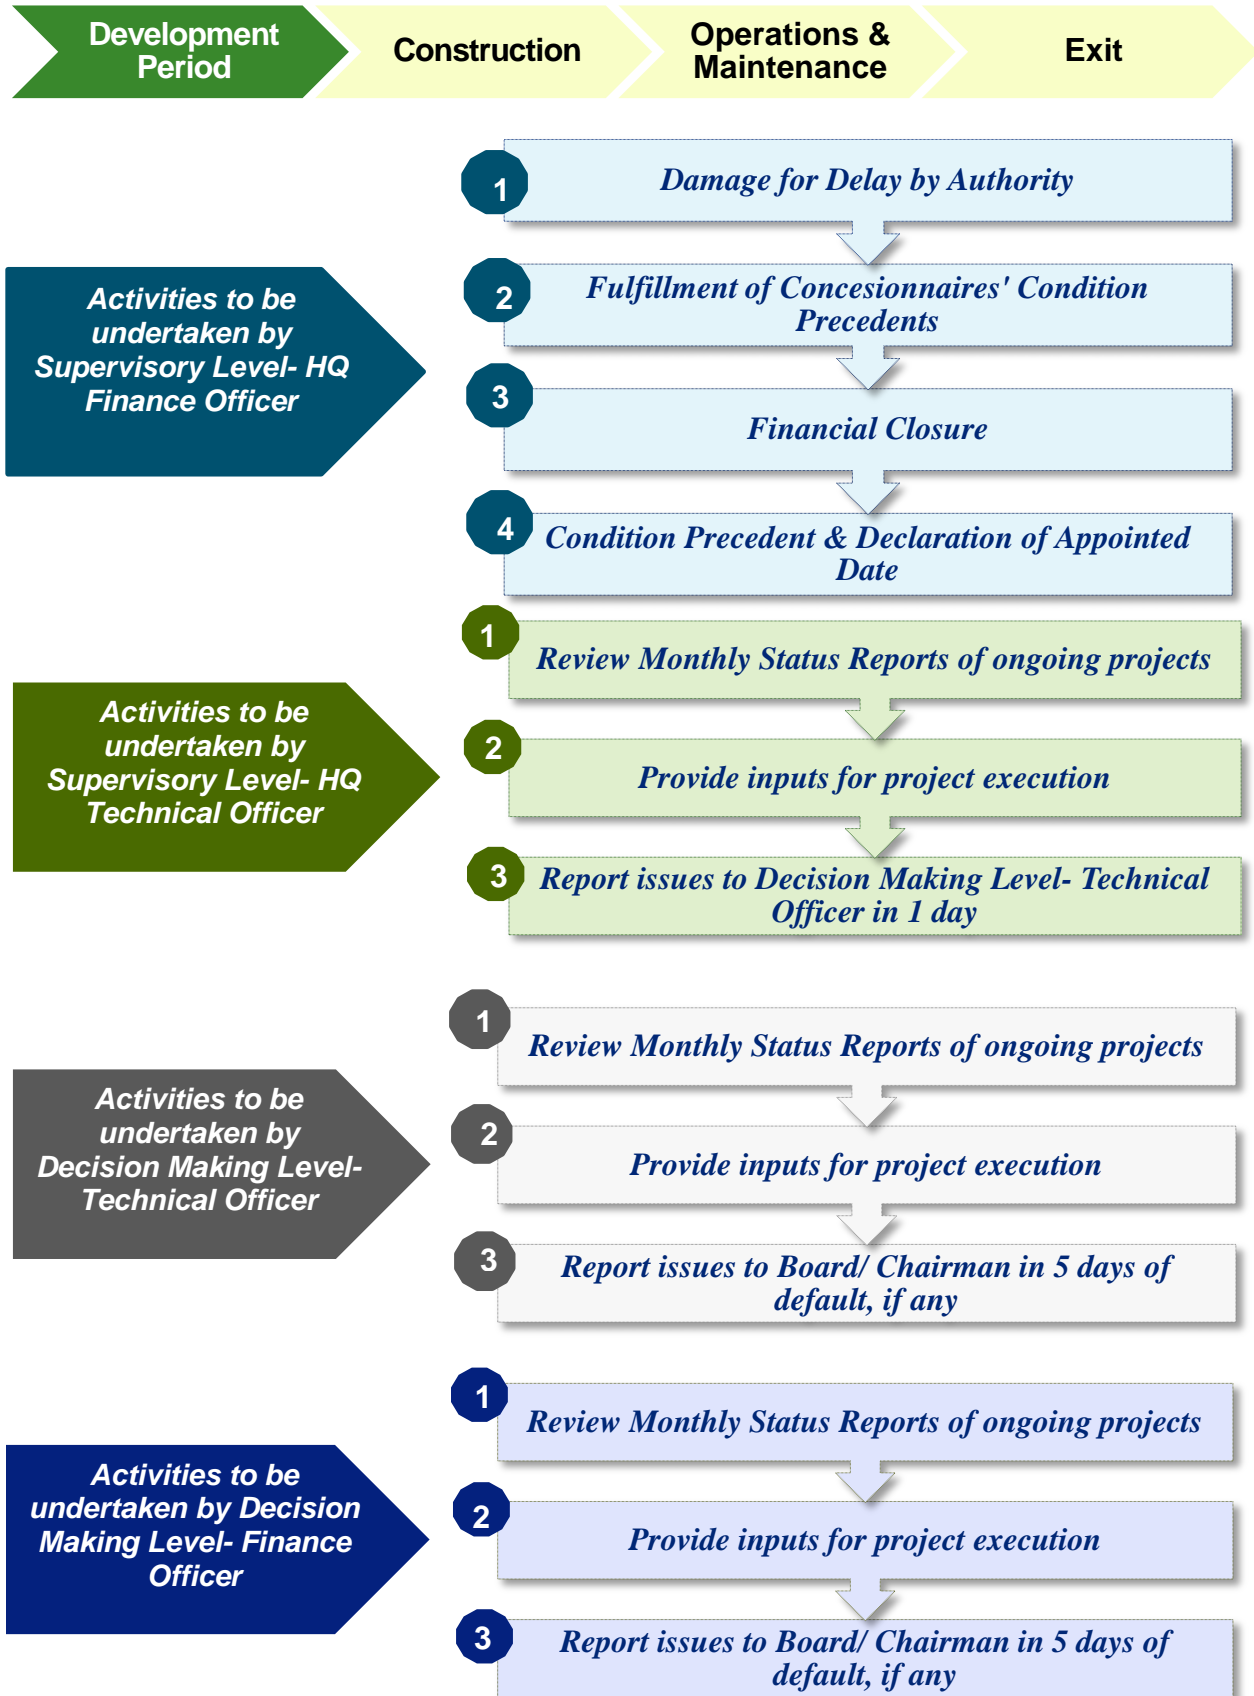 Development
Period
Construction
Operations &
Maintenance
Exit
Activities to be
undertaken by
Supervisory Level- HQ
Finance Officer
1
Damage for Delay by Authority
2
Fulfillment of Concesionnaires' Condition
Precedents
3
Financial Closure
4
Condition Precedent & Declaration of Appointed
Date
Activities to be
undertaken by
Supervisory Level- HQ
Technical Officer
1
Review Monthly Status Reports of ongoing projects
2
Provide inputs for project execution
3
Report issues to Decision Making Level- Technical
Officer in 1 day
Activities to be
undertaken by
Decision Making Level-
Technical Officer
1
Review Monthly Status Reports of ongoing projects
2
Provide inputs for project execution
3
Report issues to Board/ Chairman in 5 days of
default, if any
Activities to be
undertaken by Decision
Making Level- Finance
Officer
1
Review Monthly Status Reports of ongoing projects
2
Provide inputs for project execution
3
Report issues to Board/ Chairman in 5 days of
default, if any